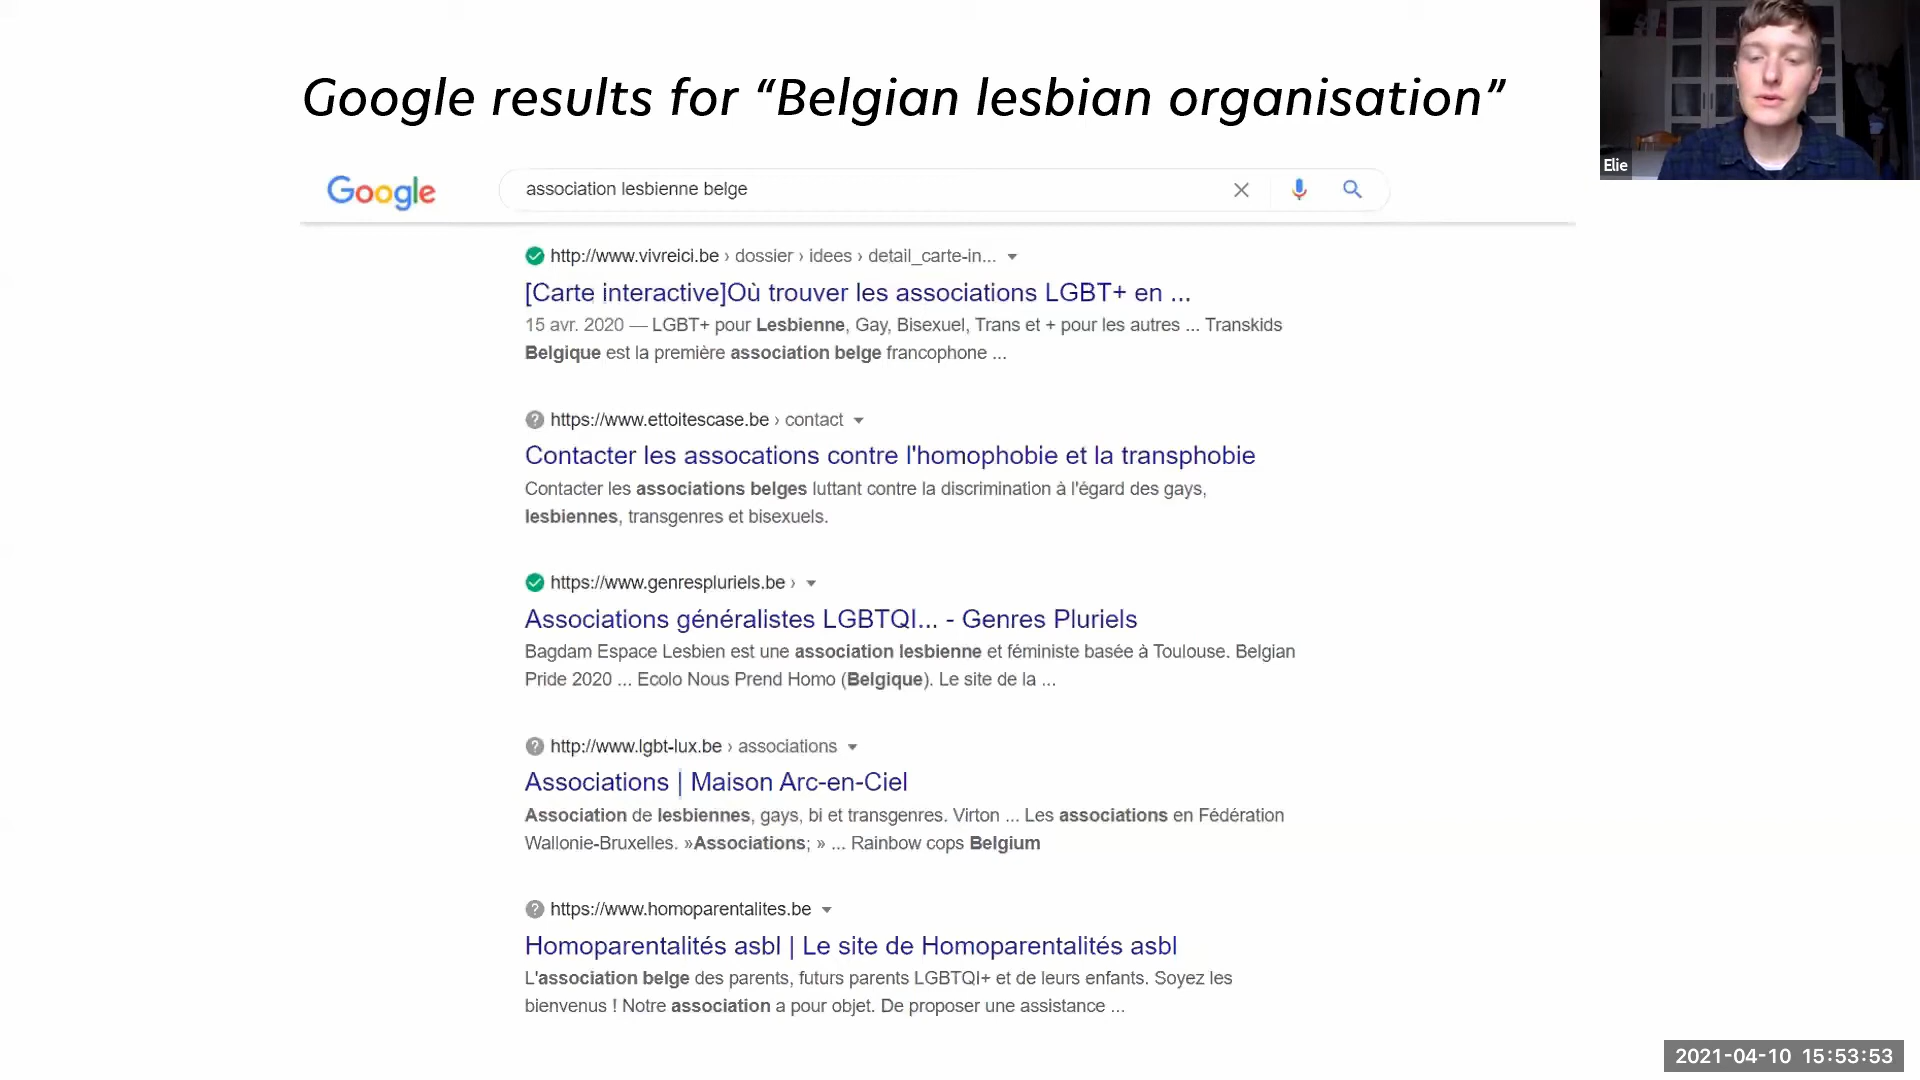 Google results for “Belgian lesbian organisation”
Elie
Google
association lesbienne belge
http://www.vivreici.be › dossier › idees › detail_carte-in...
[Carte interactive]Où trouver les associations LGBT+ en ...
15 avr. 2020 — LGBT+ pour Lesbienne, Gay, Bisexuel, Trans et + pour les autres ... Transkids
Belgique est la première association belge francophone ...
https://www.ettoitescase.be › contact
Contacter les assocations contre l'homophobie et la transphobie
Contacter les associations belges luttant contre la discrimination à l'égard des gays,
lesbiennes, transgenres et bisexuels.
https://www.genrespluriels.be ›
Associations généralistes LGBTQI... - Genres Pluriels
Bagdam Espace Lesbien est une association lesbienne et féministe basée à Toulouse. Belgian
Pride 2020 ... Ecolo Nous Prend Homo (Belgique). Le site de la ...
http://www.lgbt-lux.be › associations
Associations | Maison Arc-en-Ciel
Association de lesbiennes, gays, bi et transgenres. Virton ... Les associations en Fédération
Wallonie-Bruxelles. »Associations; » ... Rainbow cops Belgium
https://www.homoparentalites.be
Homoparentalités asbl | Le site de Homoparentalités asbl
L'association belge des parents, futurs parents LGBTQI+ et de leurs enfants. Soyez les
bienvenus ! Notre association a pour objet. De proposer une assistance ...
2021-04-10 15:53:53